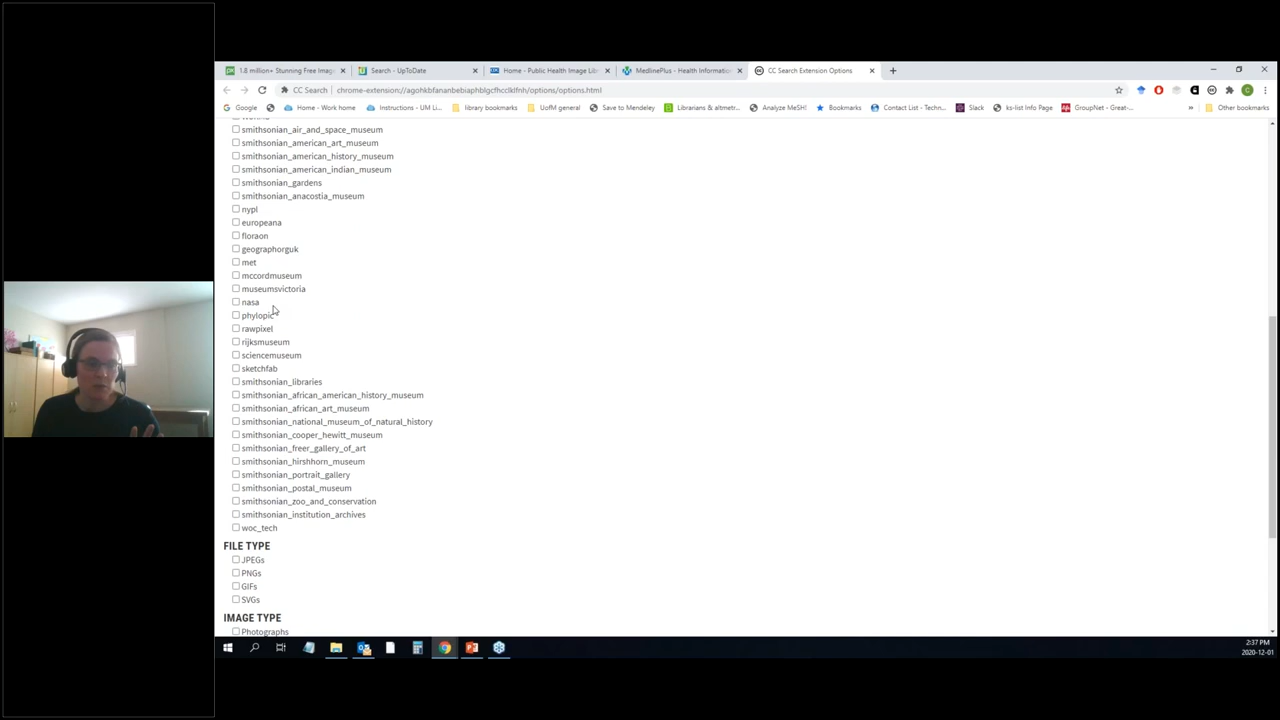 1.8 million+ Stunning Free Imag
Search - UpToDate
Home - Public Health Image Lib
MedlinePlus - Health Informatio
CC Search Extension Options
CC Search
chrome-extension://agohkbfananbebiaphblgcfhcclklfnh/options/options.html
Google
Home - Work home
Instructions - UM Li...
library bookmarks
UofM general
Save to Mendeley
Librarians & altmetr...
Analyze MeSH!
Bookmarks
Contact List - Techn...
Slack
ks-list Info Page
GroupNet - Great-...
Other bookmarks
smithsonian_air_and_space_museum
smithsonian_american_art_museum
smithsonian_american_history_museum
smithsonian_american_indian_museum
smithsonian_gardens
smithsonian_anacostia_museum
nypl
europeana
floraon
geographorguk
met
mccordmuseum
museumsvictoria
nasa
phylopic
rawpixel
rijksmuseum
sciencemuseum
sketchfab
smithsonian_libraries
smithsonian_african_american_history_museum
smithsonian_african_art_museum
smithsonian_national_museum_of_natural_history
smithsonian_cooper_hewitt_museum
smithsonian_freer_gallery_of_art
smithsonian_hirshhorn_museum
smithsonian_portrait_gallery
smithsonian_postal_museum
smithsonian_zoo_and_conservation
smithsonian_institution_archives
woc_tech
FILE TYPE
JPEGs
PNGs
GIFs
SVGs
IMAGE TYPE
Photographs
2:37 PM
2020-12-01